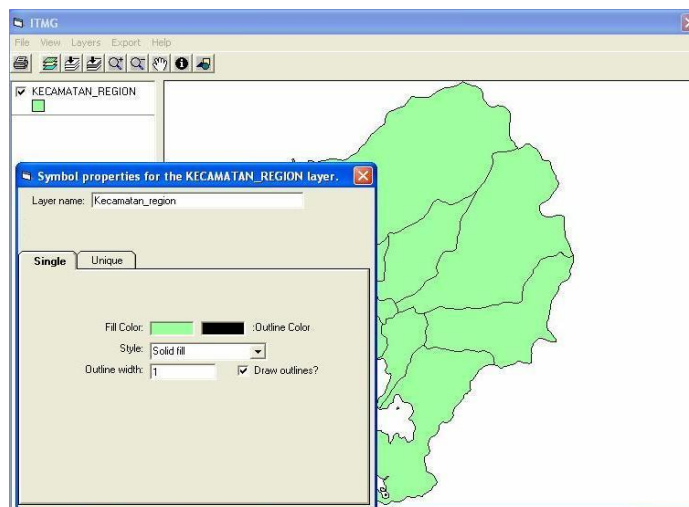 ITMG
File View Layers Export Help
KECAMATAN_REGION
Symbol properties for the KECAMATAN_REGION layer.
Layer name: Kecamatan_region
Single Unique
Fill Color: :Outline Color
Style: Solid fill
Outline width: 1 Draw outlines?